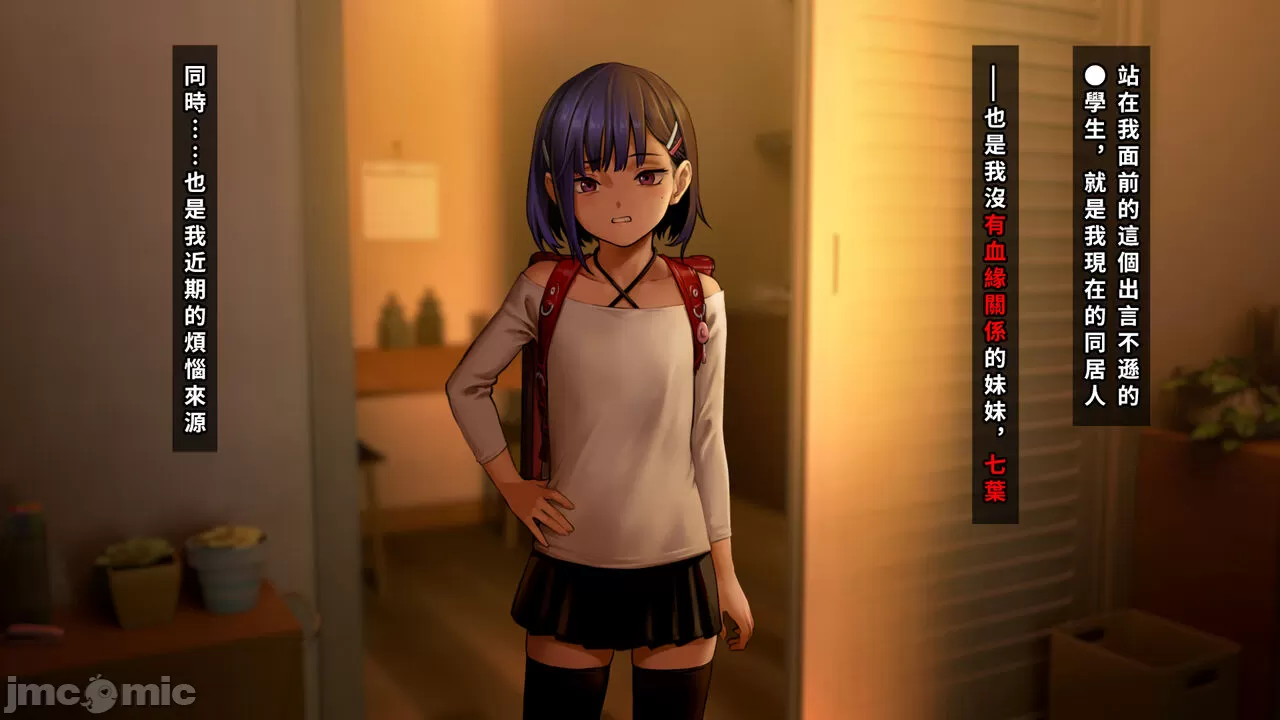 站在我面前的這個出言不遜的
●學生，就是我現在的同居人
——也是我沒有血緣關係的妹妹，七葉
同時……也是我近期的煩惱來源
jmcomic